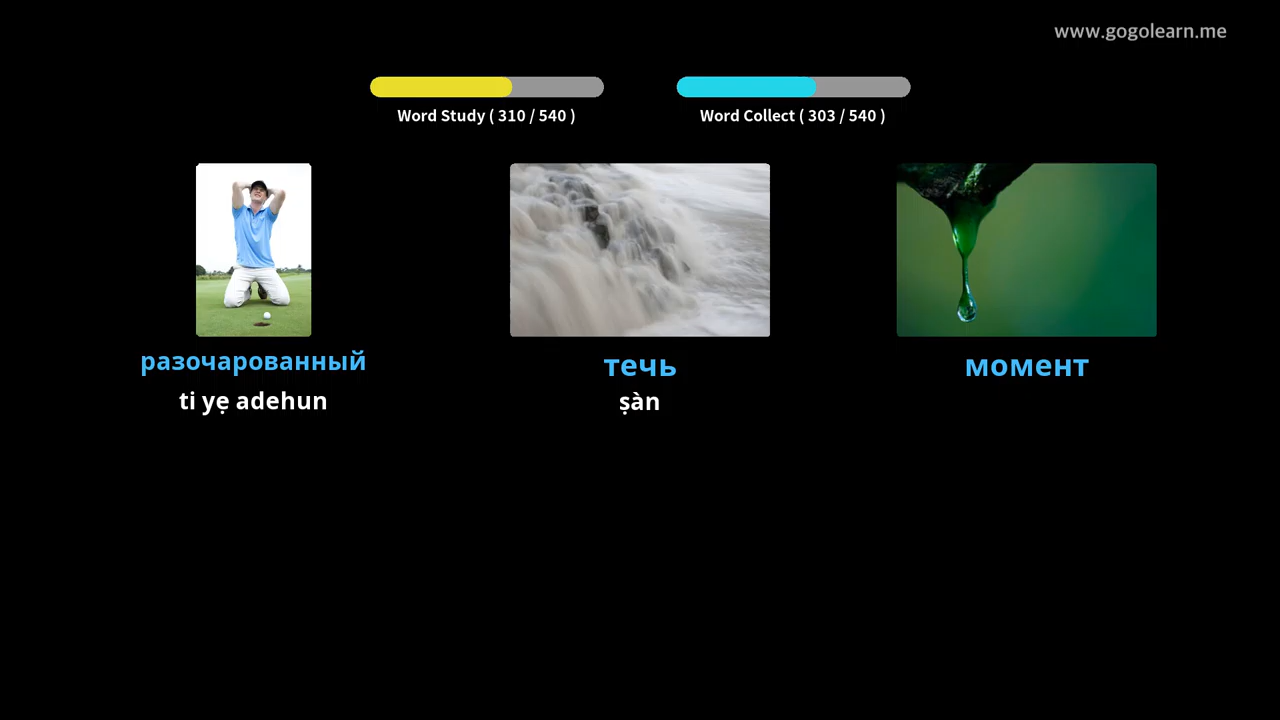 www.gogolearn.me
Word Study ( 310 / 540 )
Word Collect ( 303 / 540 )
разочарованный
ti yẹ adehun
течь
ṣàn
момент